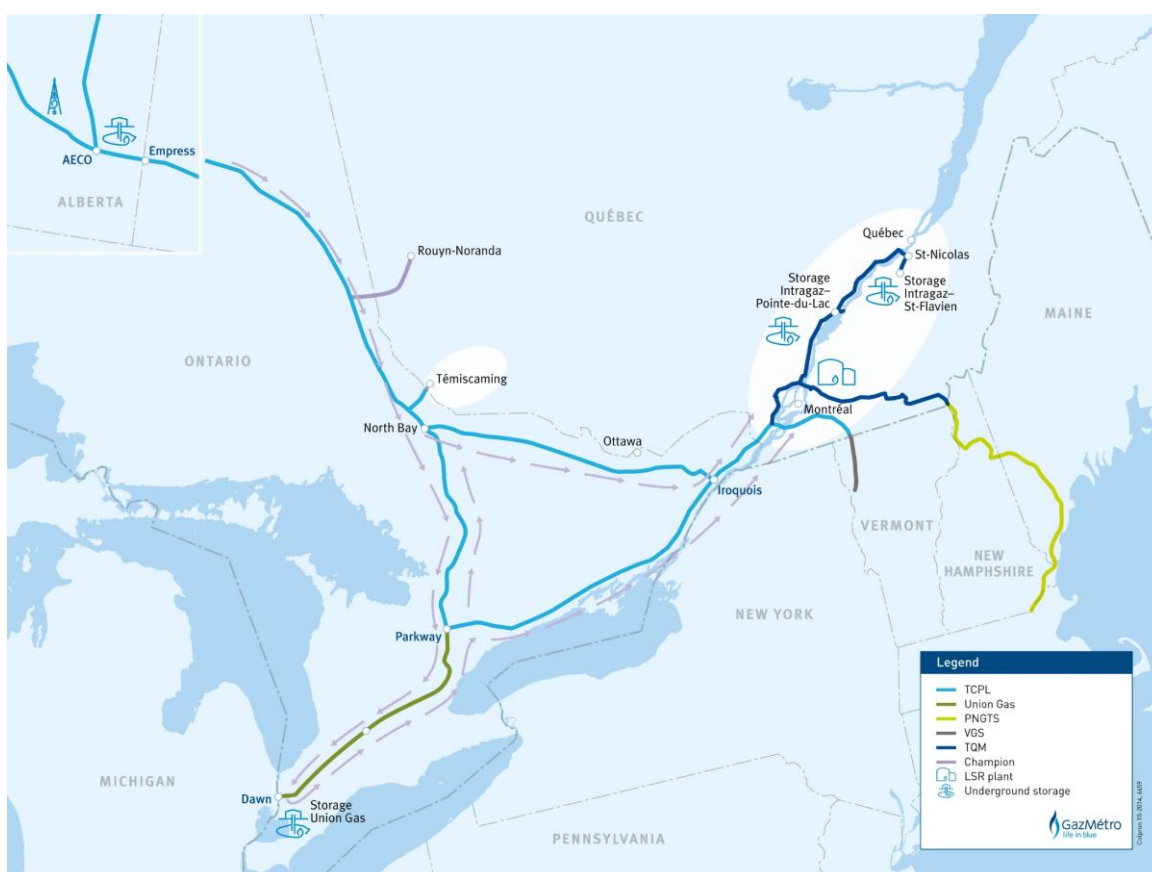 AECO
Empress
ALBERTA
QUÉBEC
Rouyn-Noranda
Québec
St-Nicolas
Storage
Intragaz–
Pointe-du-Lac
Storage
Intragaz–
St-Flavien
MAINE
ONTARIO
Témiscaming
Montréal
North Bay
Ottawa
Iroquois
VERMONT
NEW
HAMPHSHIRE
NEW YORK
Parkway
MICHIGAN
Dawn
Storage
Union Gas
PENNSYLVANIA
Legend
TCPL
Union Gas
PNGTS
VGS
TQM
Champion
LSR plant
Underground storage
GazMétro
life in blue